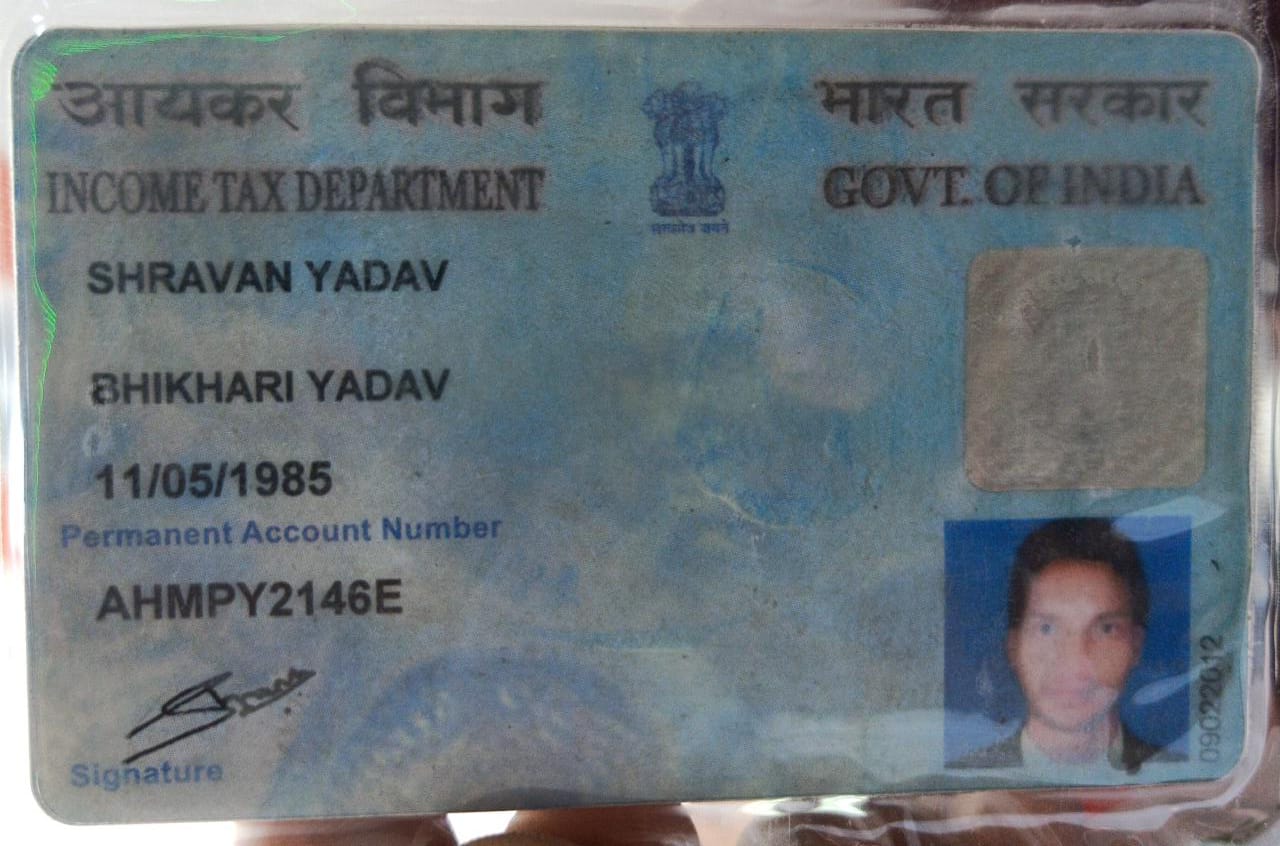 आयकर विभाग
भारत सरकार
INCOME TAX DEPARTMENT
GOVT. OF INDIA
सत्यमेव जयते
SHRAVAN YADAV
BHIKHARI YADAV
11/05/1985
Permanent Account Number
AHMPY2146E
Signature
09022012